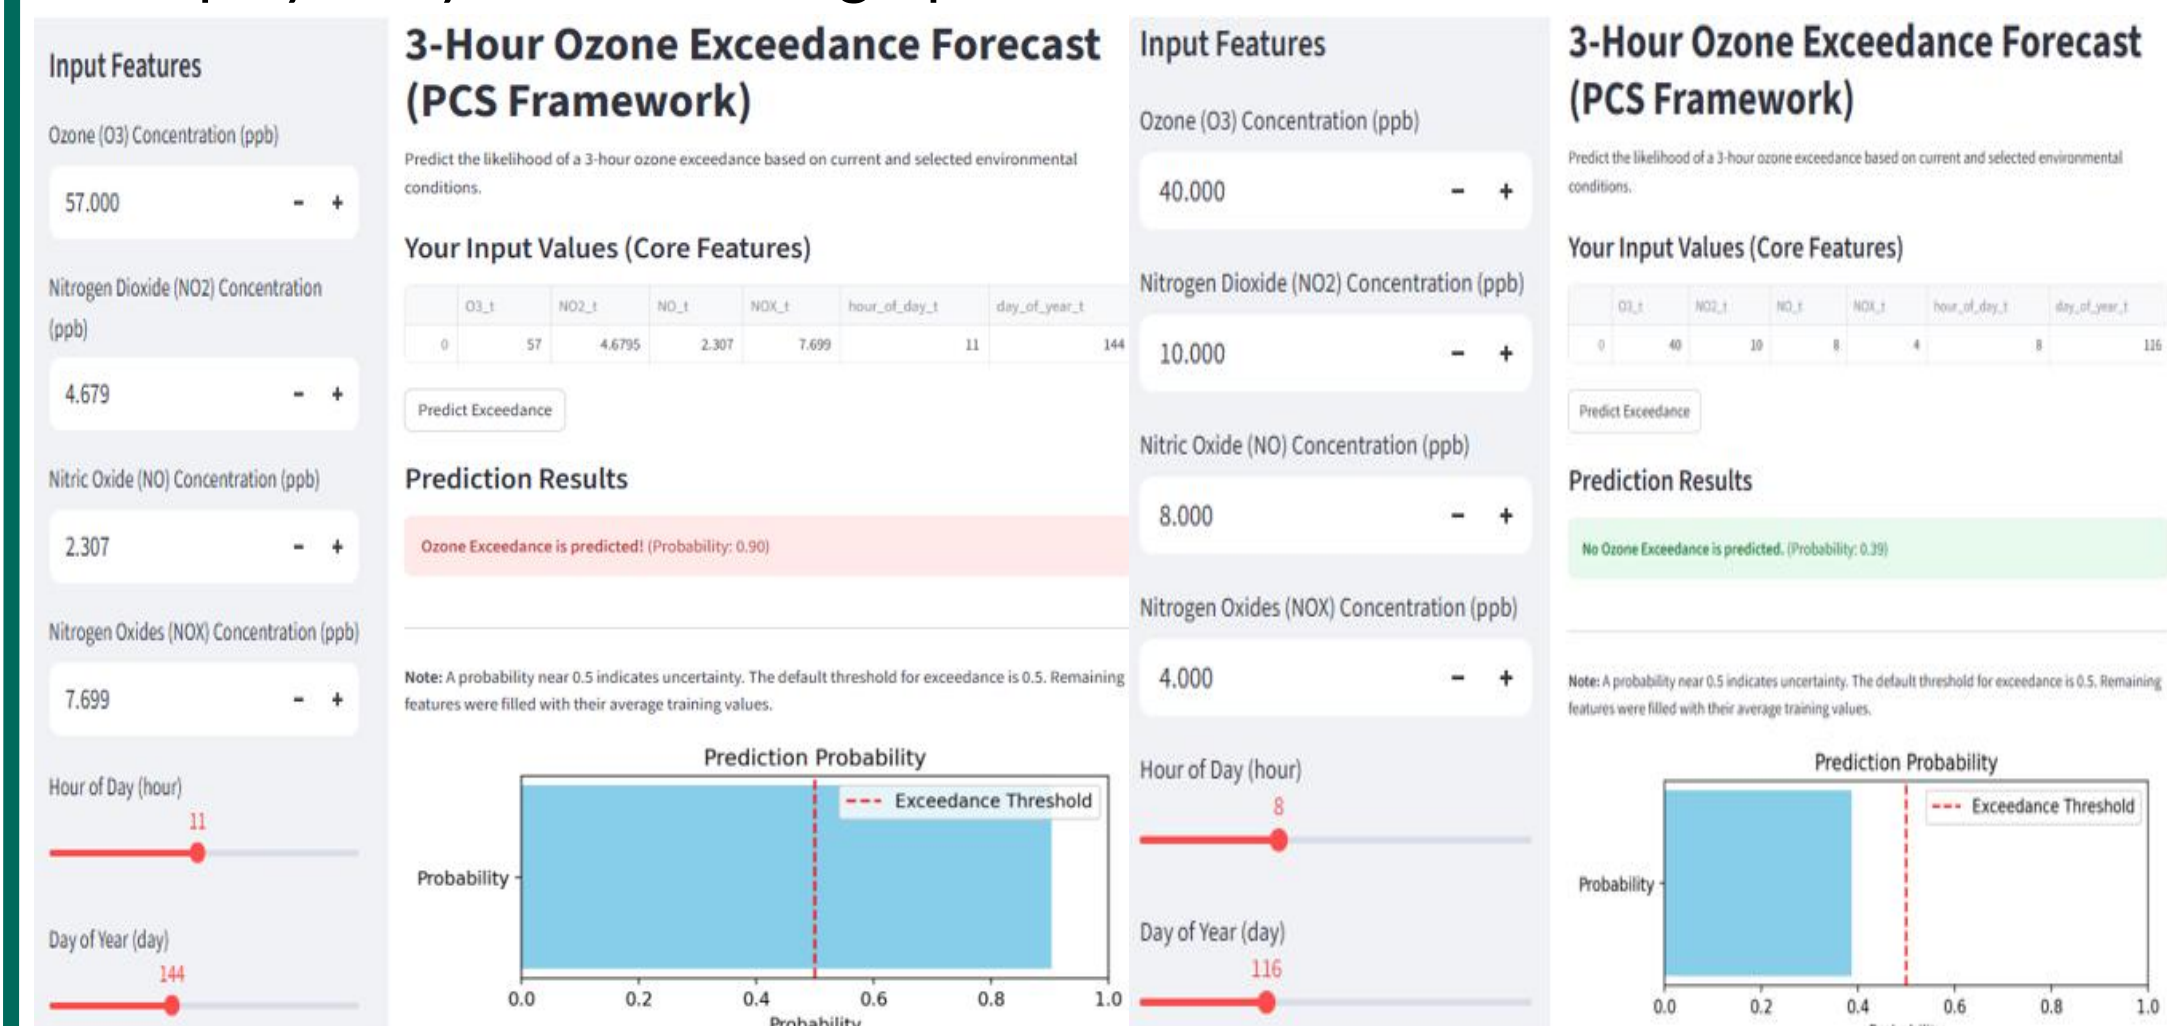 Input Features
Ozone (O3) Concentration (ppb)
57.000
-
+
Nitrogen Dioxide (NO2) Concentration
(ppb)
4.679
-
+
Nitric Oxide (NO) Concentration (ppb)
2.307
-
+
Nitrogen Oxides (NOX) Concentration (ppb)
7.699
-
+
Hour of Day (hour)
11
Day of Year (day)
144
3-Hour Ozone Exceedance Forecast
(PCS Framework)
Predict the likelihood of a 3-hour ozone exceedance based on current and selected environmental
conditions.
Your Input Values (Core Features)
O3_t NO2_t NO_t NOX_t hour_of_day_t day_of_year_t
0 57 4.6795 2.307 7.699 11 144
Predict Exceedance
Prediction Results
Ozone Exceedance is predicted! (Probability: 0.90)
Note: A probability near 0.5 indicates uncertainty. The default threshold for exceedance is 0.5. Remaining
features were filled with their average training values.
Prediction Probability
Exceedance Threshold
Probability
0.0 0.2 0.4 0.6 0.8 1.0
Probability
Input Features
Ozone (O3) Concentration (ppb)
40.000
-
+
Nitrogen Dioxide (NO2) Concentration (ppb)
10.000
-
+
Nitric Oxide (NO) Concentration (ppb)
8.000
-
+
Nitrogen Oxides (NOX) Concentration (ppb)
4.000
-
+
Hour of Day (hour)
8
Day of Year (day)
116
3-Hour Ozone Exceedance Forecast
(PCS Framework)
Predict the likelihood of a 3-hour ozone exceedance based on current and selected environmental
conditions.
Your Input Values (Core Features)
O3_t NO2_t NO_t NOX_t hour_of_day_t day_of_year_t
0 40 10 8 4 8 116
Predict Exceedance
Prediction Results
No Ozone Exceedance is predicted. (Probability: 0.39)
Note: A probability near 0.5 indicates uncertainty. The default threshold for exceedance is 0.5. Remaining
features were filled with their average training values.
Prediction Probability
Exceedance Threshold
Probability
0.0 0.2 0.4 0.6 0.8 1.0